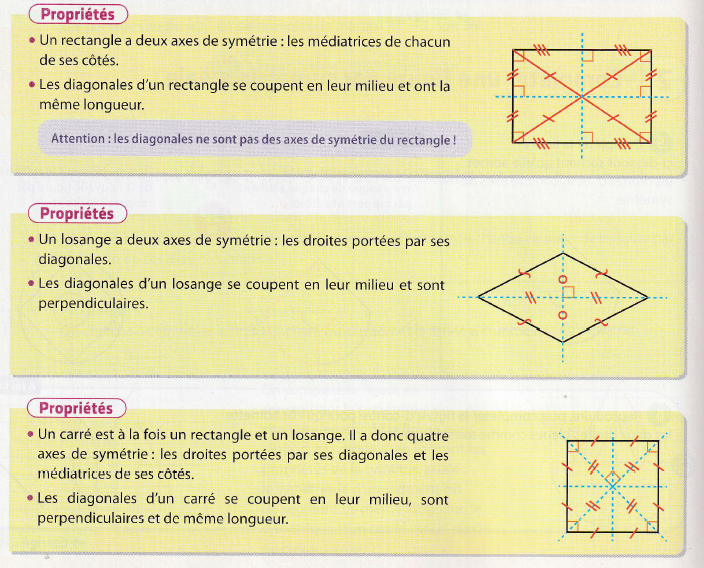 Propriétés
• Un rectangle a deux axes de symétrie : les médiatrices de chacun
de ses côtés.
• Les diagonales d'un rectangle se coupent en leur milieu et ont la
même longueur.
Attention : les diagonales ne sont pas des axes de symétrie du rectangle !
Propriétés
• Un losange a deux axes de symétrie : les droites portées par ses
diagonales.
• Les diagonales d'un losange se coupent en leur milieu et sont
perpendiculaires.
Propriétés
• Un carré est à la fois un rectangle et un losange. Il a donc quatre
axes de symétrie : les droites portées par ses diagonales et les
médiatrices de ses côtés.
• Les diagonales d'un carré se coupent en leur milieu, sont
perpendiculaires et de même longueur.